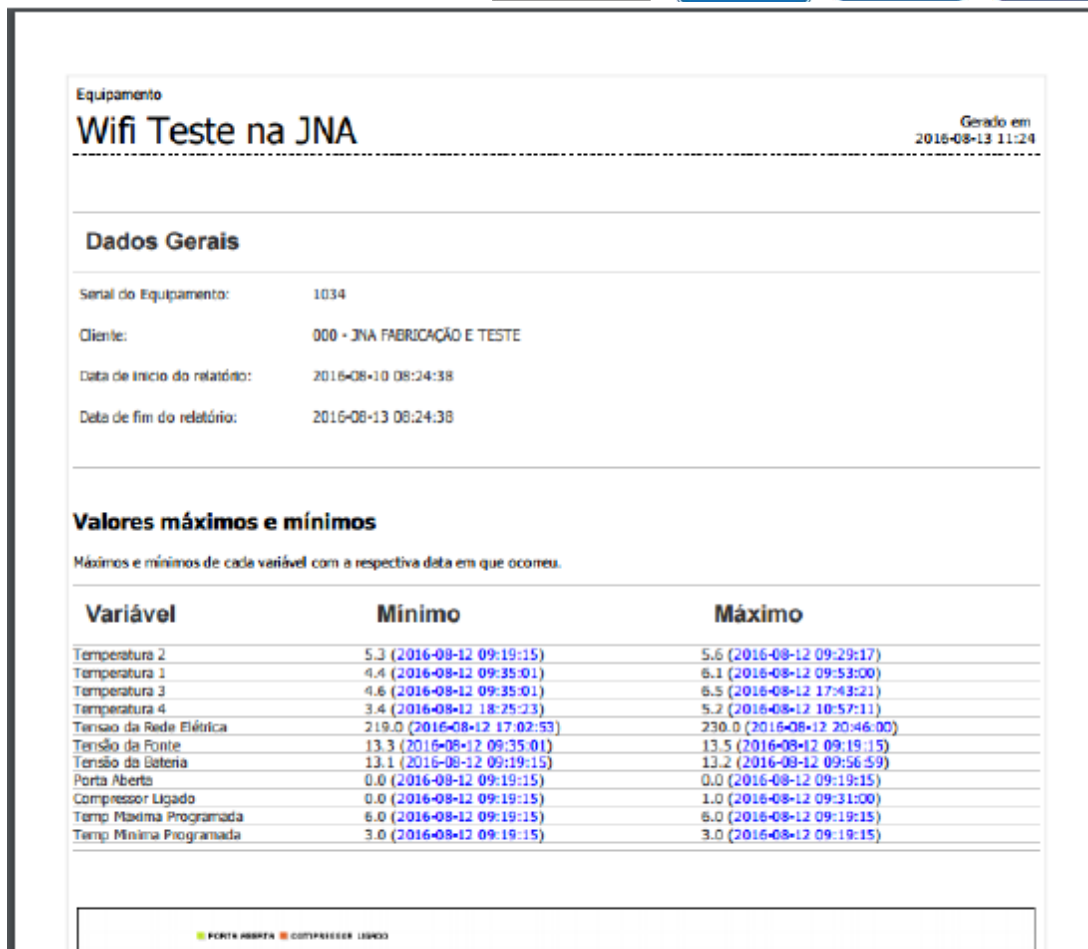 Equipamento
Wifi Teste na JNA
Gerado em
2016-08-13 11:24
Dados Gerais
Serial do Equipamento: 1034
Cliente: 000 - JNA FABRICAÇÃO E TESTE
Data de inicio do relatório: 2016-08-10 08:24:38
Data de fim do relatório: 2016-08-13 08:24:38
Valores máximos e mínimos
Máximos e mínimos de cada variável com a respectiva data em que ocorreu.
Variável Mínimo Máximo
Temperatura 2 5.3 (2016-08-12 09:19:15) 5.6 (2016-08-12 09:29:17)
Temperatura 1 4.4 (2016-08-12 09:35:01) 6.1 (2016-08-12 09:53:00)
Temperatura 3 4.6 (2016-08-12 09:35:01) 6.5 (2016-08-12 17:43:21)
Temperatura 4 3.4 (2016-08-12 18:25:23) 5.2 (2016-08-12 10:57:11)
Tensao da Rede Elétrica 219.0 (2016-08-12 17:02:53) 230.0 (2016-08-12 20:46:00)
Tensão da Fonte 13.3 (2016-08-12 09:35:01) 13.5 (2016-08-12 09:19:15)
Tensão da Bateria 13.1 (2016-08-12 09:19:15) 13.2 (2016-08-12 09:56:59)
Porta Aberta 0.0 (2016-08-12 09:19:15) 0.0 (2016-08-12 09:19:15)
Compressor Ligado 0.0 (2016-08-12 09:19:15) 1.0 (2016-08-12 09:31:00)
Temp Maxima Programada 6.0 (2016-08-12 09:19:15) 6.0 (2016-08-12 09:19:15)
Temp Minima Programada 3.0 (2016-08-12 09:19:15) 3.0 (2016-08-12 09:19:15)
PORTA ABERTA COMPRESSOR LIGADO